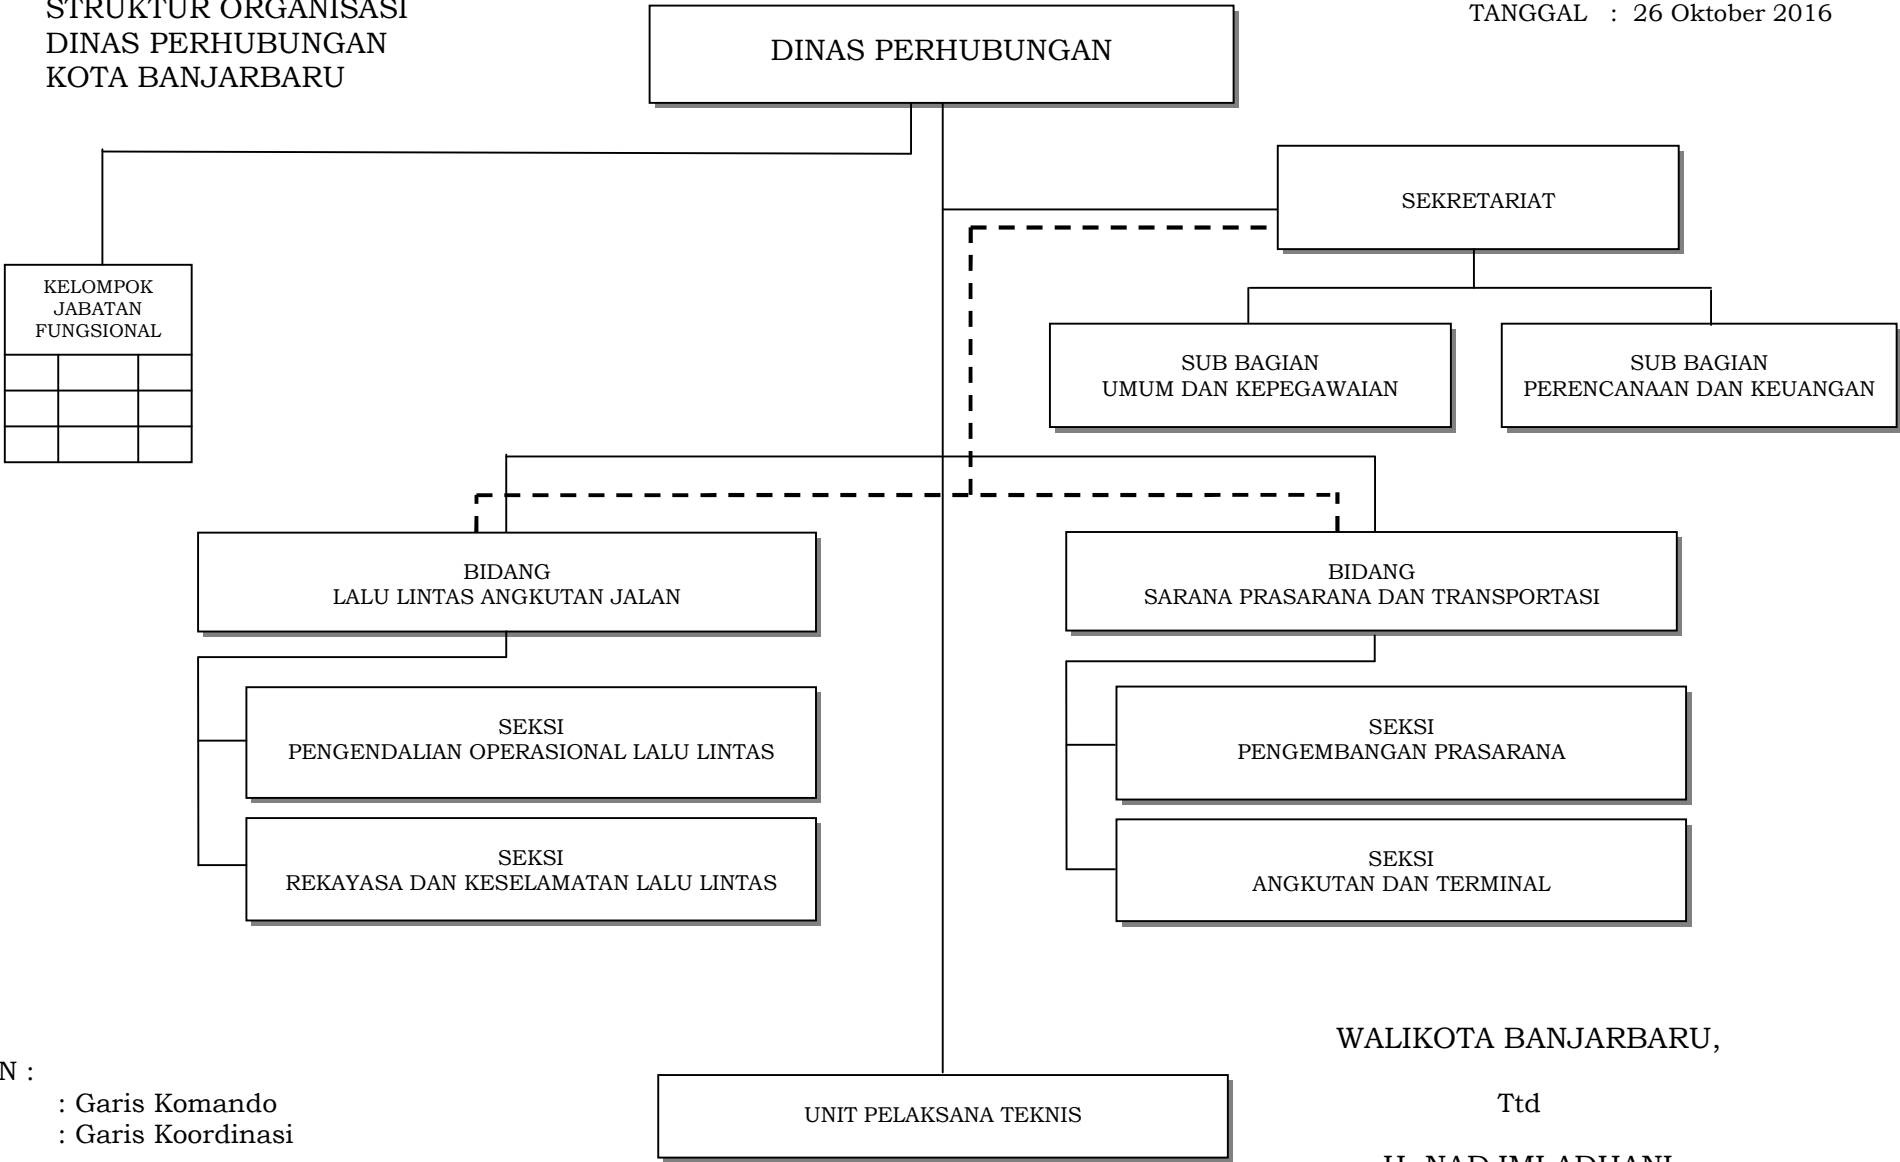 STRUKTUR ORGANISASI
DINAS PERHUBUNGAN
KOTA BANJARBARU
DINAS PERHUBUNGAN
TANGGAL : 26 Oktober 2016
SEKRETARIAT
KELOMPOK
JABATAN
FUNGSIONAL
SUB BAGIAN
UMUM DAN KEPEGAWAIAN
SUB BAGIAN
PERENCANAAN DAN KEUANGAN
BIDANG
LALU LINTAS ANGKUTAN JALAN
BIDANG
SARANA PRASARANA DAN TRANSPORTASI
SEKSI
PENGENDALIAN OPERASIONAL LALU LINTAS
SEKSI
PENGEMBANGAN PRASARANA
SEKSI
REKAYASA DAN KESELAMATAN LALU LINTAS
SEKSI
ANGKUTAN DAN TERMINAL
N :
: Garis Komando
: Garis Koordinasi
UNIT PELAKSANA TEKNIS
WALIKOTA BANJARBARU,
Ttd
H. NADJMI ADHANI